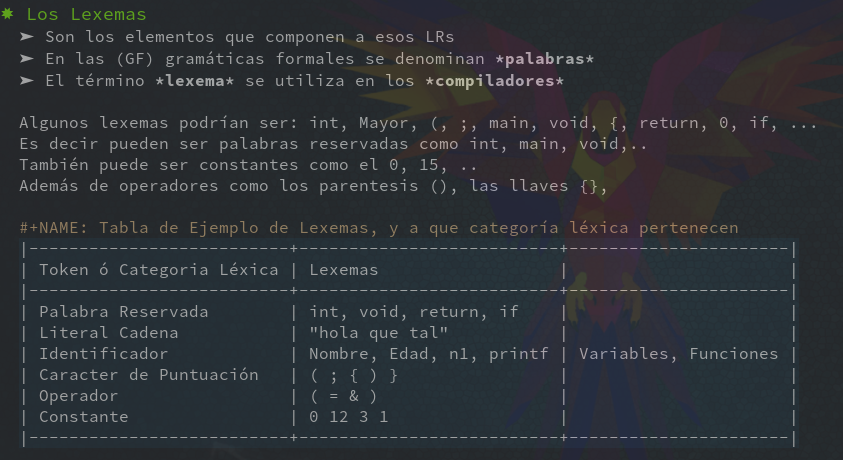 ✸ Los Lexemas
➤ Son los elementos que componen a esos LRs
➤ En las (GF) gramáticas formales se denominan *palabras*
➤ El término *lexema* se utiliza en los *compiladores*
Algunos lexemas podrían ser: int, Mayor, (, ;, main, void, {, return, 0, if, ...
Es decir pueden ser palabras reservadas como int, main, void,..
También puede ser constantes como el 0, 15, ..
Además de operadores como los parentesis (), las llaves {},
#+NAME: Tabla de Ejemplo de Lexemas, y a que categoría léxica pertenecen
|---------------------------+---------------------------+----------------------|
| Token ó Categoria Léxica | Lexemas | |
|---------------------------+---------------------------+----------------------|
| Palabra Reservada | int, void, return, if | |
| Literal Cadena | "hola que tal" | |
| Identificador | Nombre, Edad, n1, printf | Variables, Funciones |
| Caracter de Puntuación | ( ; { ) } | |
| Operador | ( = & ) | |
| Constante | 0 12 3 1 | |
|---------------------------+---------------------------+----------------------|